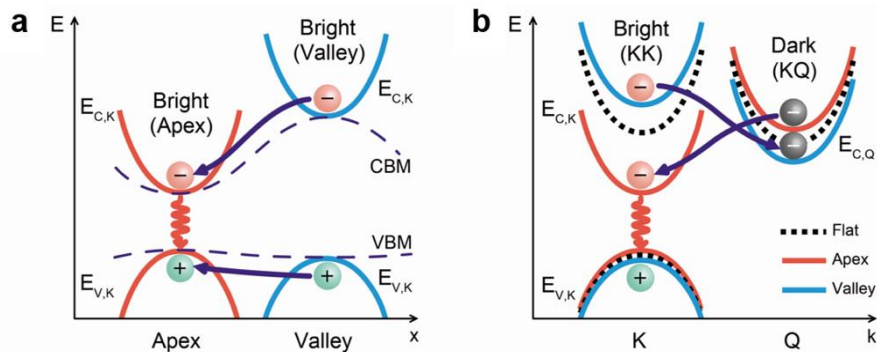 a
E
Bright
(Valley)
Bright
(Apex)
E_C,K
E_C,K
−
−
CBM
VBM
+
+
E_V,K
E_V,K
Apex
Valley
x
b
E
Bright
(KK)
Dark
(KQ)
−
−
−
E_C,K
−
E_C,Q
Flat
Apex
Valley
E_V,K
+
K
Q
k